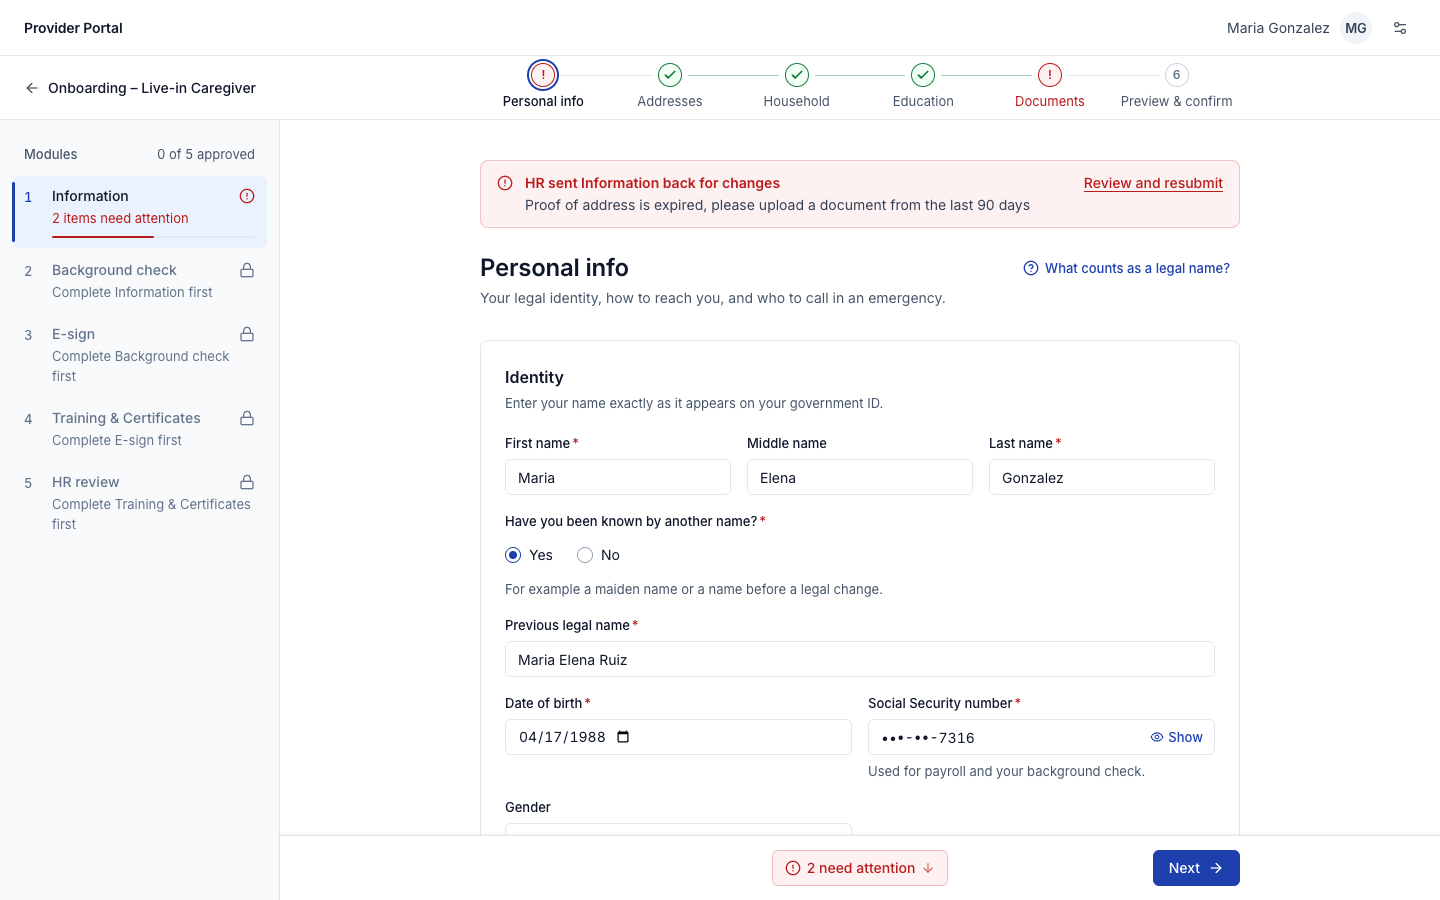 Provider Portal
Maria Gonzalez MG
Onboarding – Live-in Caregiver
! Personal info
Addresses
Household
Education
! Documents
6 Preview & confirm
Modules 0 of 5 approved
1 Information
2 items need attention
2 Background check
Complete Information first
3 E-sign
Complete Background check
first
4 Training & Certificates
Complete E-sign first
5 HR review
Complete Training & Certificates
first
HR sent Information back for changes Review and resubmit
Proof of address is expired, please upload a document from the last 90 days
Personal info What counts as a legal name?
Your legal identity, how to reach you, and who to call in an emergency.
Identity
Enter your name exactly as it appears on your government ID.
First name* Middle name Last name*
Maria Elena Gonzalez
Have you been known by another name?*
Yes No
For example a maiden name or a name before a legal change.
Previous legal name*
Maria Elena Ruiz
Date of birth* Social Security number*
04/17/1988 •••-••-7316 Show
Used for payroll and your background check.
Gender
2 need attention ↓ Next →